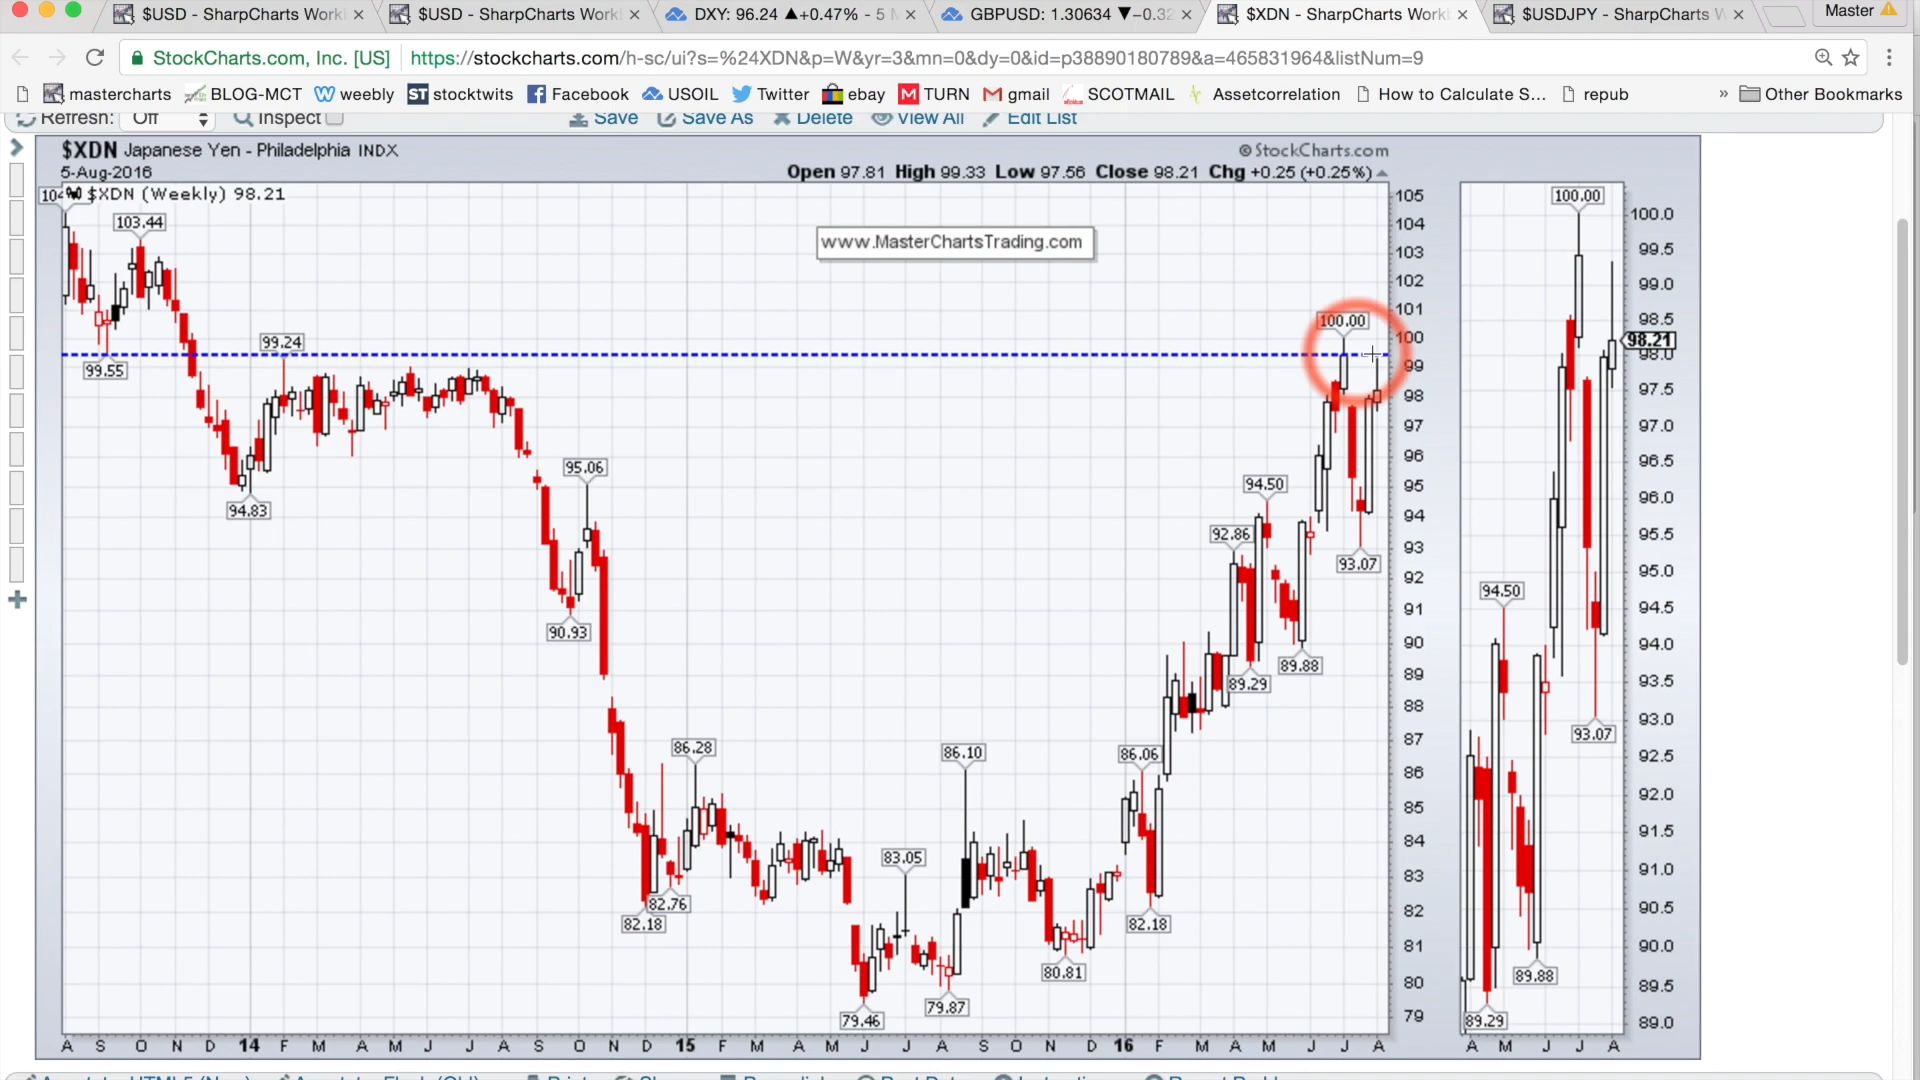 $USD - SharpCharts Work
$USD - SharpCharts Work
DXY: 96.24 ▲+0.47% - 5 M
GBPUSD: 1.30634 ▼−0.32
$XDN - SharpCharts Work
$USDJPY - SharpCharts W
Master
StockCharts.com, Inc. [US]
https://stockcharts.com/h-sc/ui?s=%24XDN&p=W&yr=3&mn=0&dy=0&id=p38890180789&a=465831964&listNum=9
mastercharts
BLOG-MCT
weebly
ST stocktwits
Facebook
USOIL
Twitter
ebay
TURN
gmail
SCOTMAIL
Assetcorrelation
How to Calculate S...
repub
»
Other Bookmarks
Refresh: Off
Inspect
Save
Save As
Delete
View All
Edit List
$XDN Japanese Yen - Philadelphia INDX
© StockCharts.com
5-Aug-2016
Open 97.81 High 99.33 Low 97.56 Close 98.21 Chg +0.25 (+0.25%)
$XDN (Weekly) 98.21
www.MasterChartsTrading.com
103.44
99.55
99.24
94.83
95.06
90.93
86.28
82.76
82.18
83.05
79.46
79.87
86.10
80.81
86.06
82.18
92.86
89.29
94.50
89.88
100.00
93.07
105
104
103
102
101
100
99
98
97
96
95
94
93
92
91
90
89
88
87
86
85
84
83
82
81
80
79
A S O N D 14 F M A M J J A S O N D 15 F M A M J J A S O N D 16 F M A M J J A
100.00
94.50
93.07
89.88
89.29
100.0
99.5
99.0
98.5
98.21
98.0
97.5
97.0
96.5
96.0
95.5
95.0
94.5
94.0
93.5
93.0
92.5
92.0
91.5
91.0
90.5
90.0
89.5
89.0
A M J J A